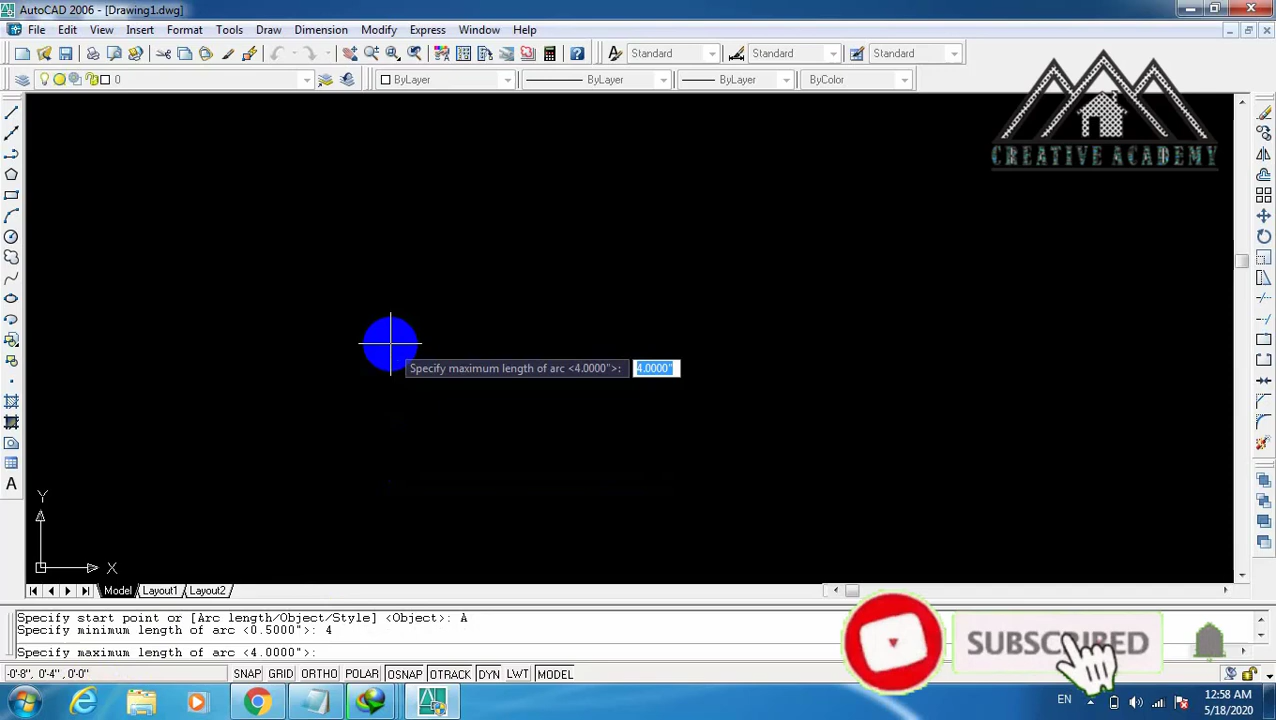 AutoCAD 2006 - [Drawing1.dwg]
File Edit View Insert Format Tools Draw Dimension Modify Express Window Help
Standard Standard Standard
0 ByLayer ByLayer ByLayer ByColor
CREATIVE ACADEMY
Specify maximum length of arc <4.0000">: 4.0000"
Y
X
A
Model Layout1 Layout2
Specify start point or [Arc length/Object/Style] <Object>: A
Specify minimum length of arc <0.5000">: 4
Specify maximum length of arc <4.0000">:
SUBSCRIBED
-0'-8", 0'-4", 0'-0" SNAP GRID ORTHO POLAR OSNAP OTRACK DYN LWT MODEL
EN 12:58 AM
5/18/2020